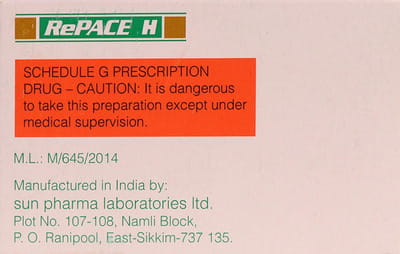 RePACE H
SCHEDULE G PRESCRIPTION
DRUG – CAUTION: It is dangerous
to take this preparation except under
medical supervision.
M.L.: M/645/2014
Manufactured in India by:
sun pharma laboratories ltd.
Plot No. 107-108, Namli Block,
P. O. Ranipool, East-Sikkim-737 135.